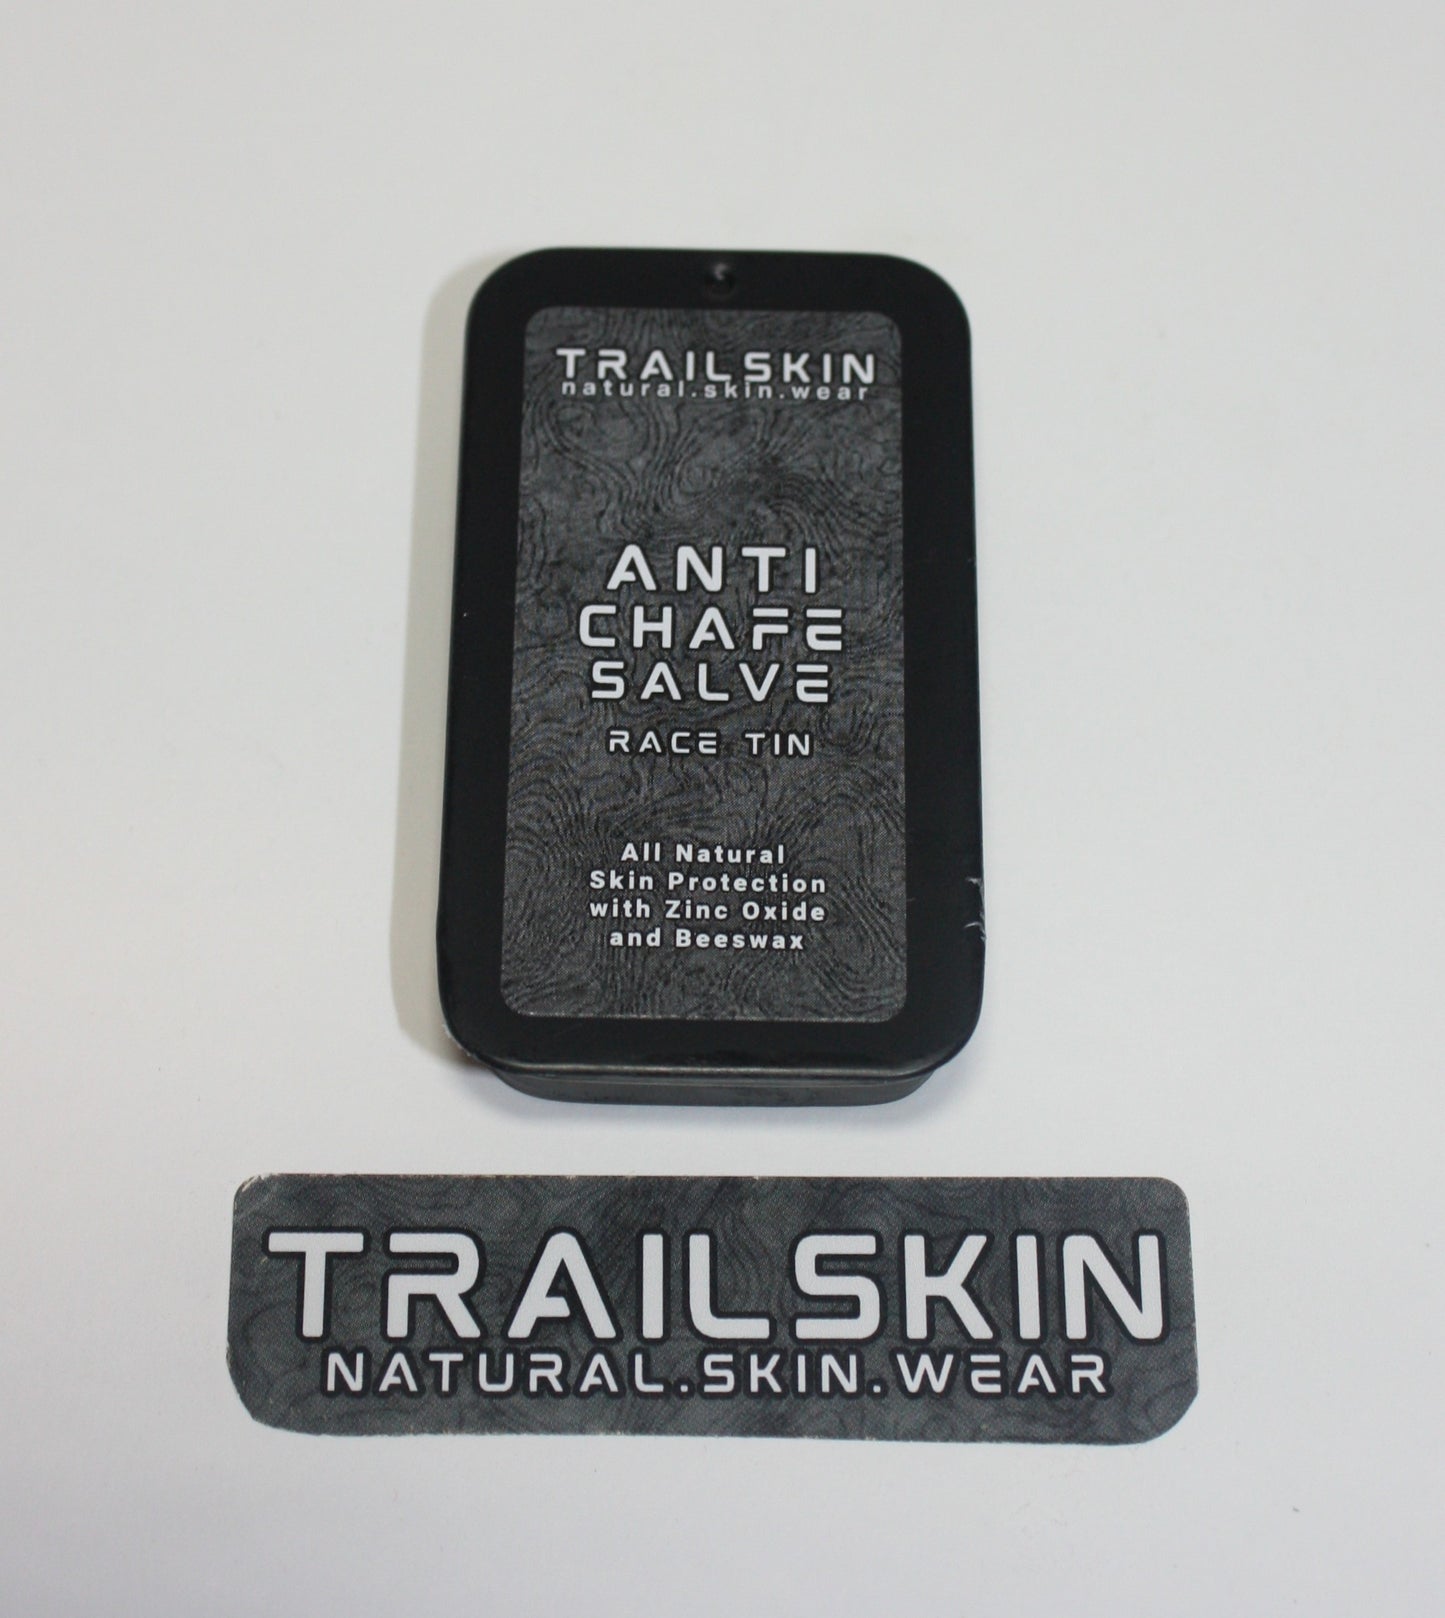 TRAILSKIN
natural.skin.wear
ANTI
CHAFE
SALVE
RACE TIN
All Natural
Skin Protection
with Zinc Oxide
and Beeswax
TRAILSKIN
NATURAL.SKIN.WEAR